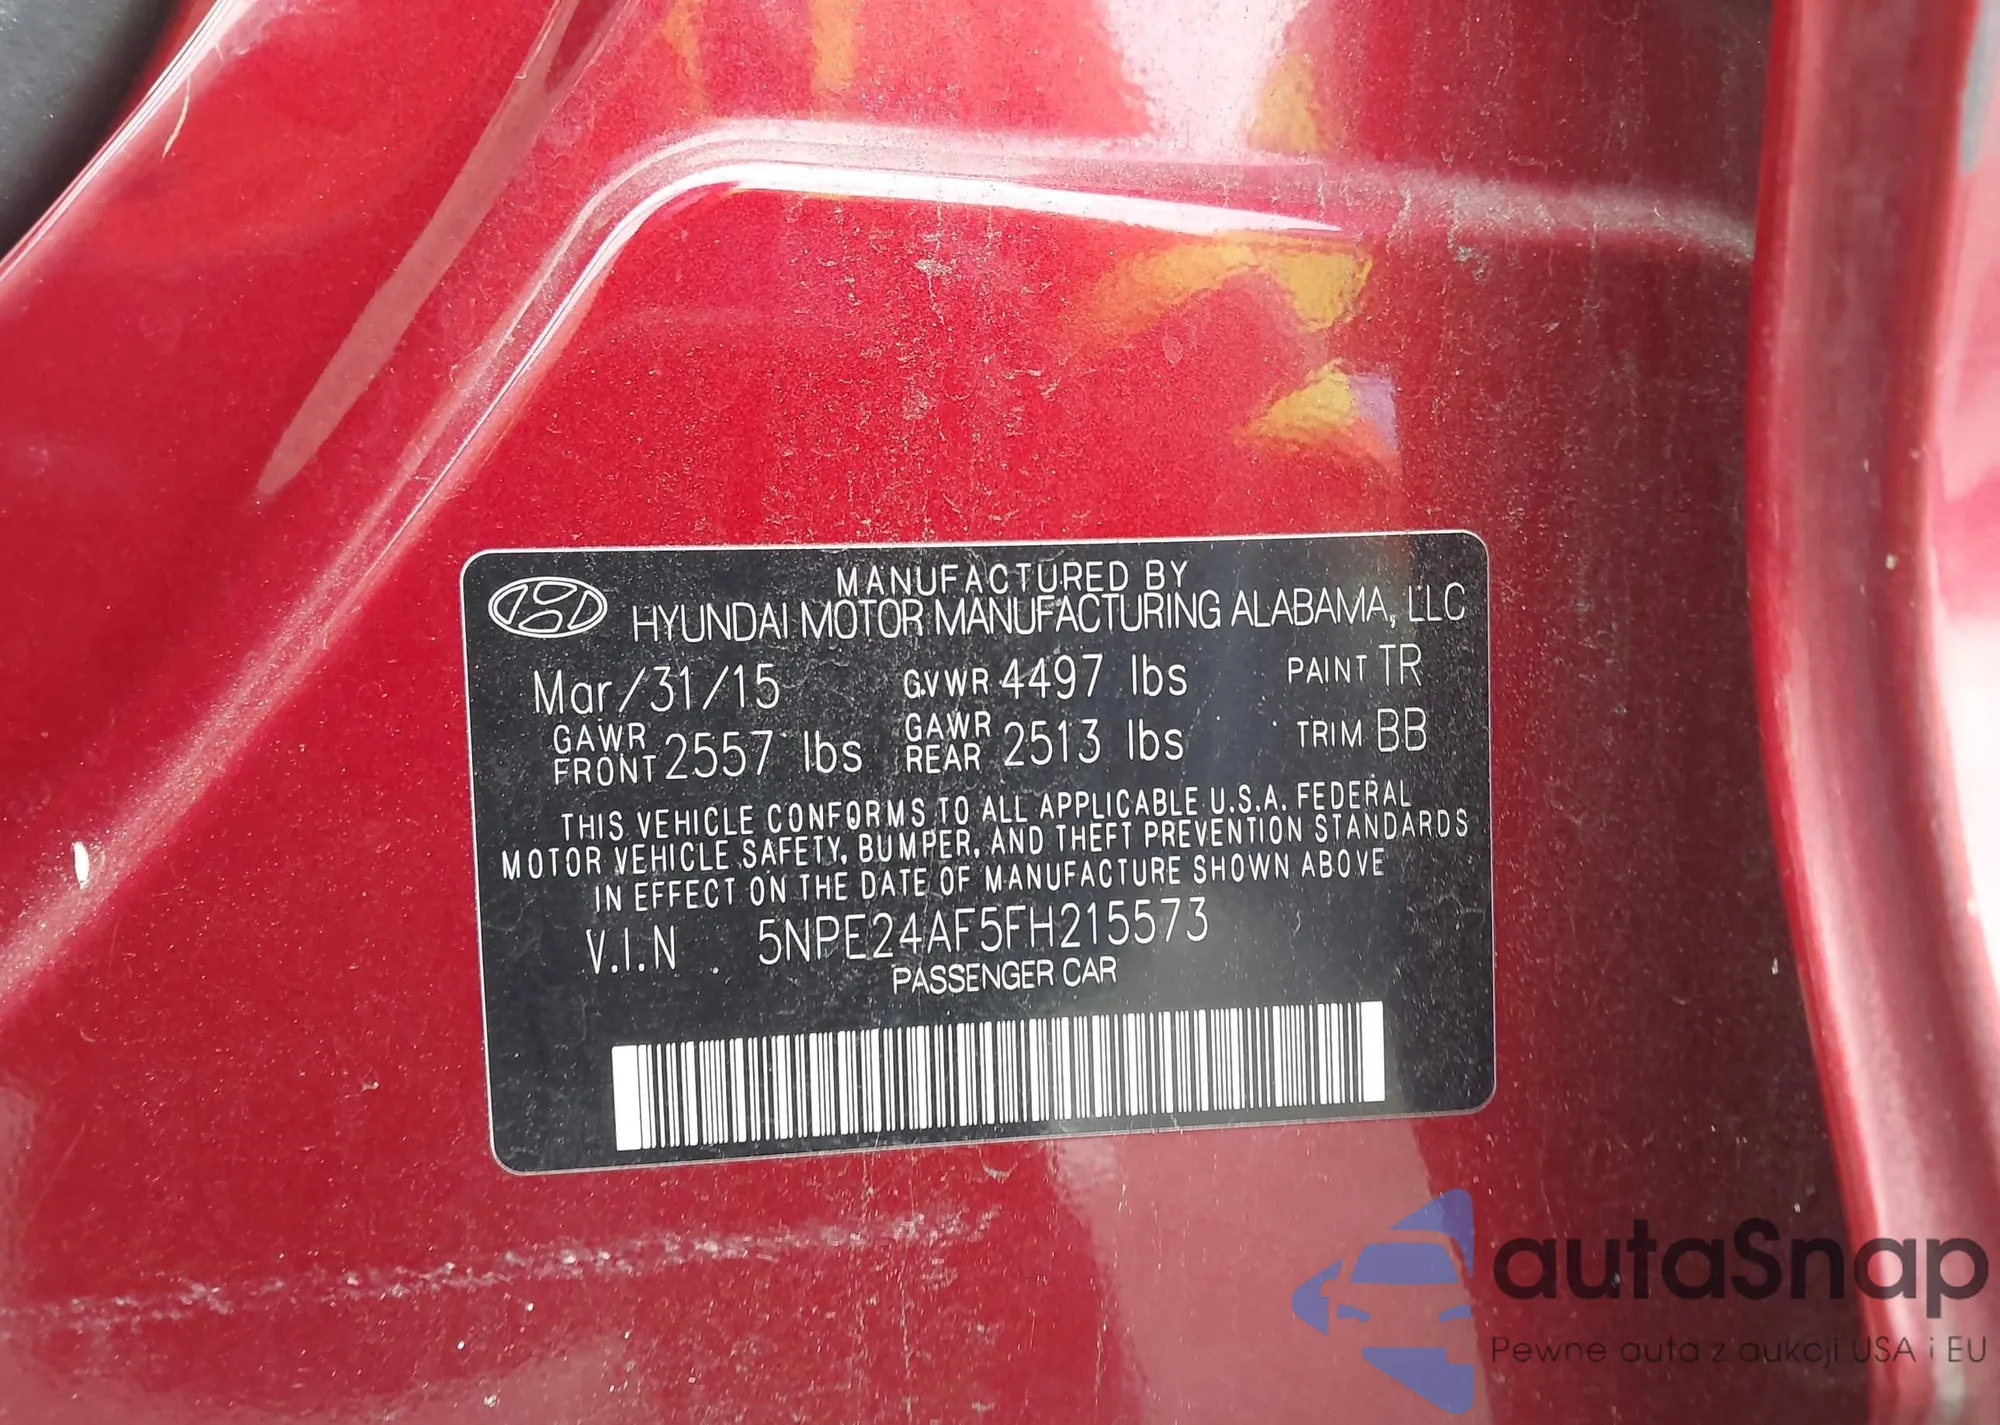 MANUFACTURED BY
HYUNDAI MOTOR MANUFACTURING ALABAMA, LLC
Mar/31/15 G.VWR 4497 lbs PAINT TR
GAWR FRONT 2557 lbs GAWR REAR 2513 lbs TRIM BB
THIS VEHICLE CONFORMS TO ALL APPLICABLE U.S.A. FEDERAL
MOTOR VEHICLE SAFETY, BUMPER, AND THEFT PREVENTION STANDARDS
IN EFFECT ON THE DATE OF MANUFACTURE SHOWN ABOVE
V.I.N. 5NPE24AF5FH215573
PASSENGER CAR
autaSnap
Pewne auta z aukcji USA i EU